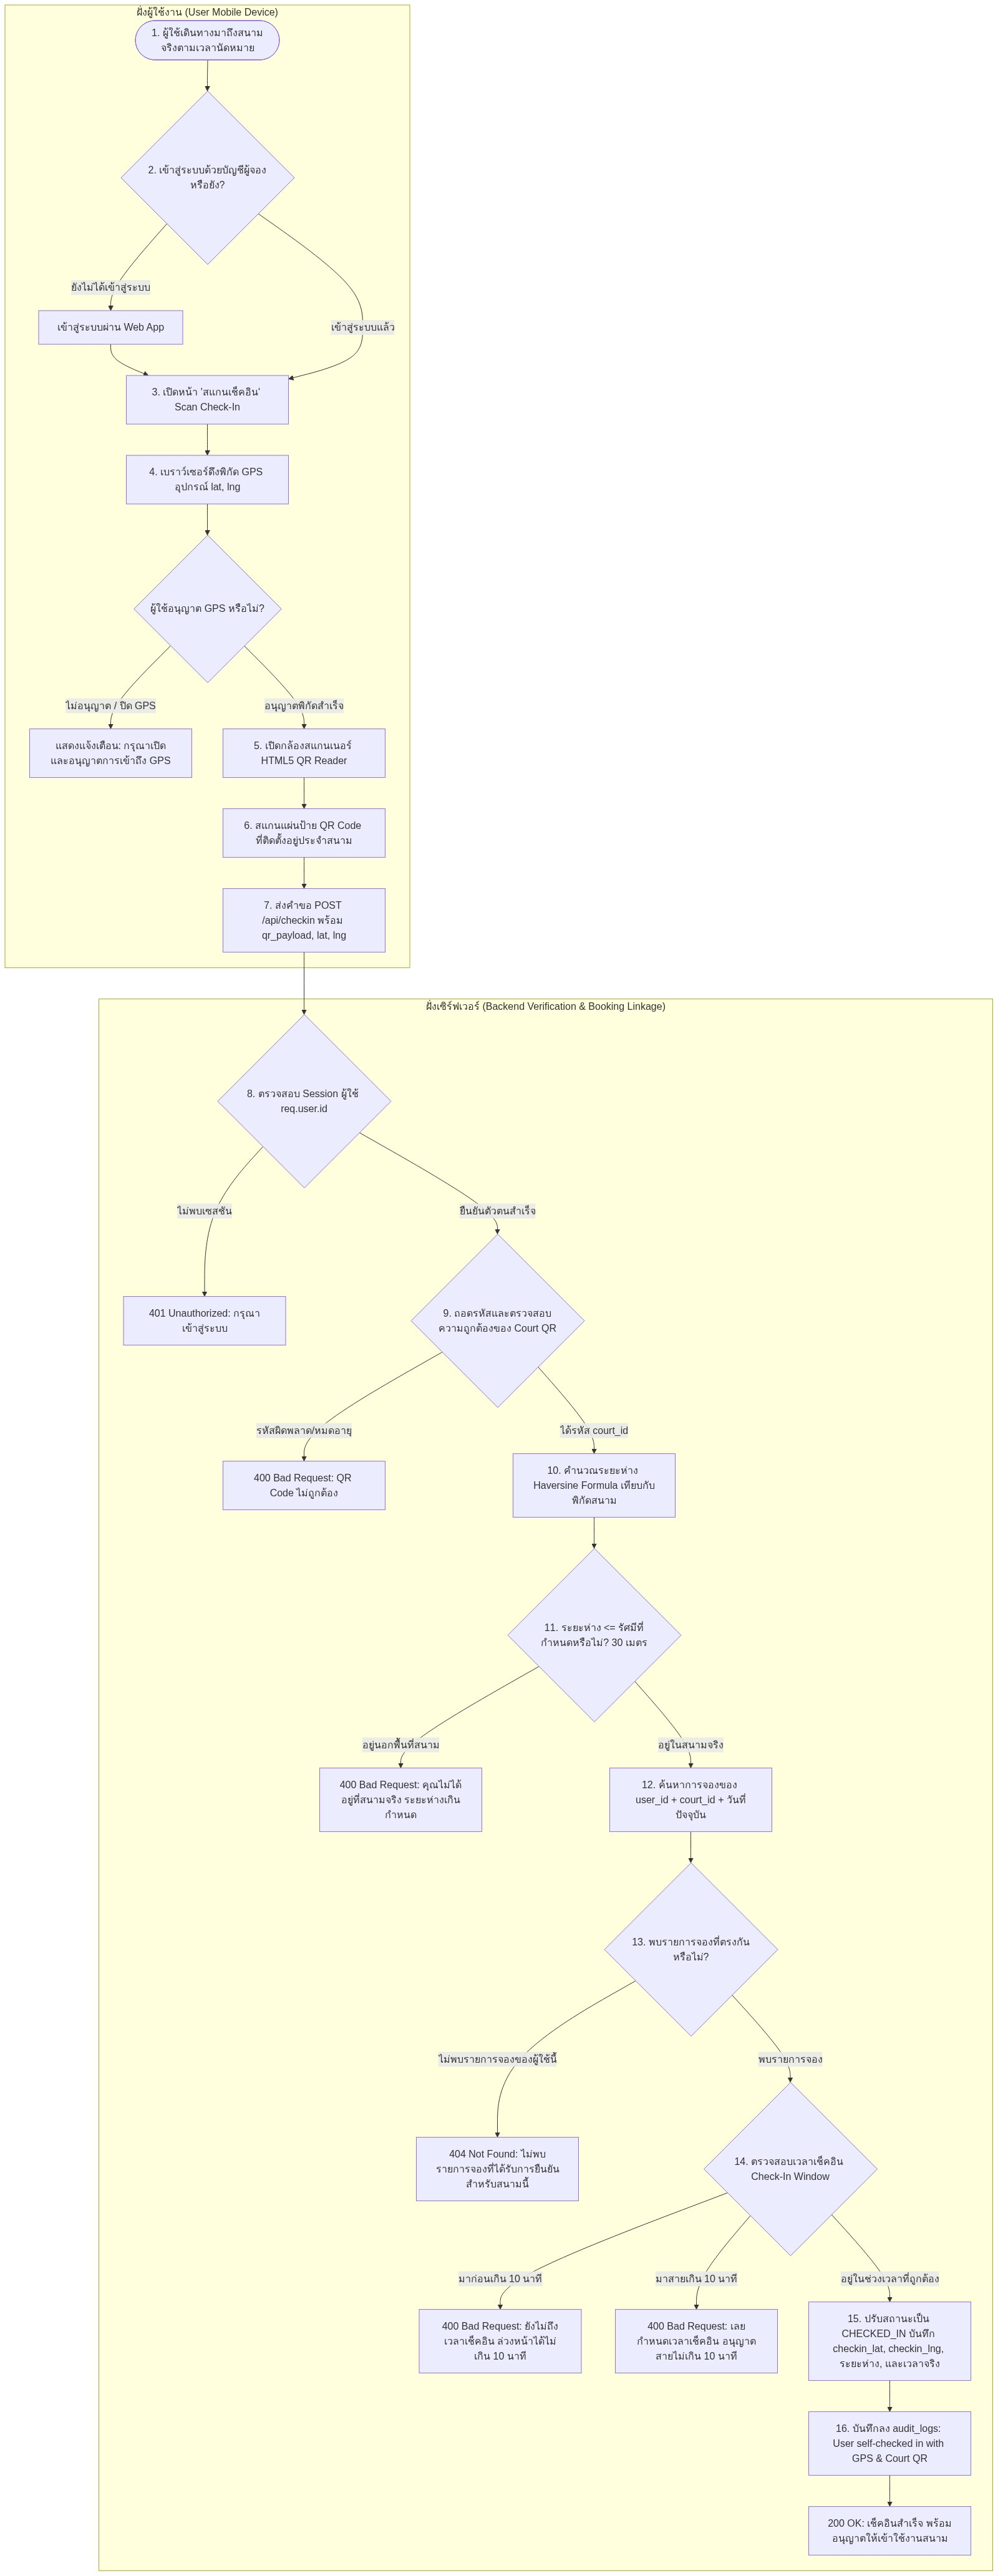 ฝั่งผู้ใช้งาน (User Mobile Device)
1. ผู้ใช้เดินทางมาถึงสนาม
จริงตามเวลานัดหมาย
2. เข้าสู่ระบบด้วยบัญชีผู้จอง
หรือยัง?
ยังไม่ได้เข้าสู่ระบบ
เข้าสู่ระบบแล้ว
เข้าสู่ระบบผ่าน Web App
3. เปิดหน้า 'สแกนเช็คอิน'
Scan Check-In
4. เบราว์เซอร์ดึงพิกัด GPS
อุปกรณ์ lat, lng
ผู้ใช้อนุญาต GPS หรือไม่?
ไม่อนุญาต / ปิด GPS
อนุญาตพิกัดสำเร็จ
แสดงแจ้งเตือน: กรุณาเปิด
และอนุญาตการเข้าถึง GPS
5. เปิดกล้องสแกนเนอร์
HTML5 QR Reader
6. สแกนแผ่นป้าย QR Code
ที่ติดตั้งอยู่ประจำสนาม
7. ส่งคำขอ POST
/api/checkin พร้อม
qr_payload, lat, lng
ฝั่งเซิร์ฟเวอร์ (Backend Verification & Booking Linkage)
8. ตรวจสอบ Session ผู้ใช้
req.user.id
ไม่พบเซสชัน
ยืนยันตัวตนสำเร็จ
401 Unauthorized: กรุณา
เข้าสู่ระบบ
9. ถอดรหัสและตรวจสอบ
ความถูกต้องของ Court QR
รหัสผิดพลาด/หมดอายุ
ได้รหัส court_id
400 Bad Request: QR
Code ไม่ถูกต้อง
10. คำนวณระยะห่าง
Haversine Formula เทียบกับ
พิกัดสนาม
11. ระยะห่าง <= รัศมีที่
กำหนดหรือไม่? 30 เมตร
อยู่นอกพื้นที่สนาม
อยู่ในสนามจริง
400 Bad Request: คุณไม่ได้
อยู่ที่สนามจริง ระยะห่างเกิน
กำหนด
12. ค้นหาการจองของ
user_id + court_id + วันที่
ปัจจุบัน
13. พบรายการจองที่ตรงกัน
หรือไม่?
ไม่พบรายการจองของผู้ใช้นี้
พบรายการจอง
404 Not Found: ไม่พบ
รายการจองที่ได้รับการยืนยัน
สำหรับสนามนี้
14. ตรวจสอบเวลาเช็คอิน
Check-In Window
มาก่อนเกิน 10 นาที
มาสายเกิน 10 นาที
อยู่ในช่วงเวลาที่ถูกต้อง
400 Bad Request: ยังไม่ถึง
เวลาเช็คอิน ล่วงหน้าได้ไม่
เกิน 10 นาที
400 Bad Request: เลย
กำหนดเวลาเช็คอิน อนุญาต
สายไม่เกิน 10 นาที
15. ปรับสถานะเป็น
CHECKED_IN บันทึก
checkin_lat, checkin_lng,
ระยะห่าง, และเวลาจริง
16. บันทึกลง audit_logs:
User self-checked in with
GPS & Court QR
200 OK: เช็คอินสำเร็จ พร้อม
อนุญาตให้เข้าใช้งานสนาม